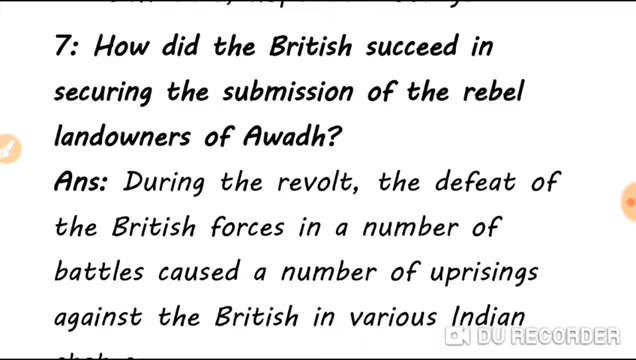 7: How did the British succeed in
securing the submission of the rebel
landowners of Awadh?
Ans: During the revolt, the defeat of
the British forces in a number of
battles caused a number of uprisings
against the British in various Indian
DU RECORDER